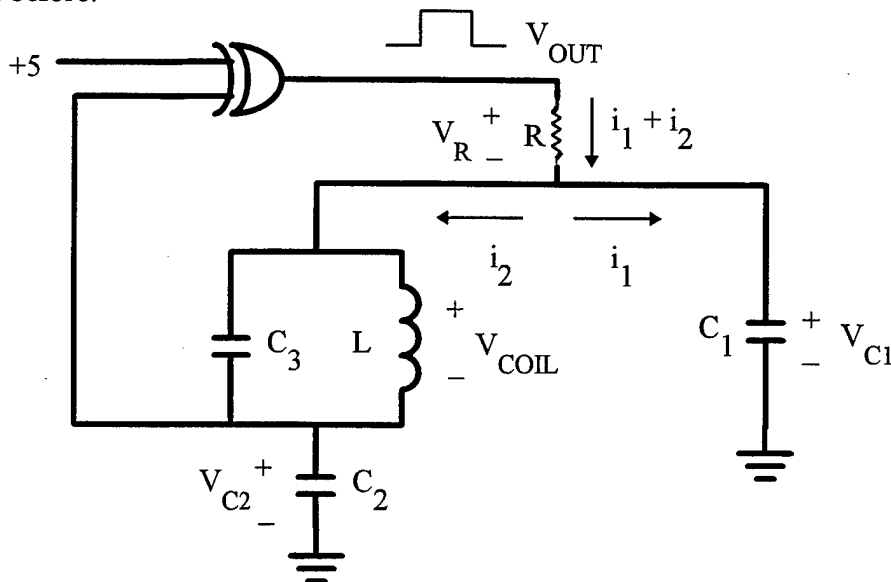 V_OUT
+5
V_R + − R i_1 + i_2
i_2 i_1
C_3 L + V_COIL −
C_1 + V_C1 −
V_C2 + − C_2